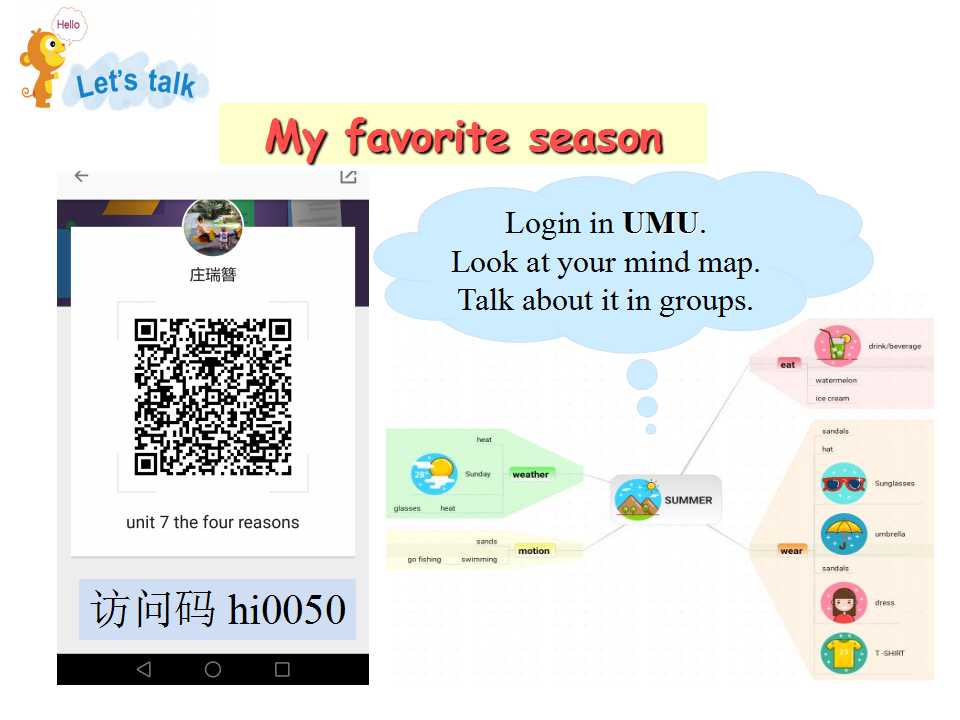 Hello
Let's talk
My favorite season
庄瑞簪
unit 7 the four reasons
访问码 hi0050
Login in UMU.
Look at your mind map.
Talk about it in groups.
SUMMER
weather
heat
28°
Sunday
glasses heat
motion
sands
go fishing swimming
eat
drink/beverage
watermelon
ice cream
wear
sandals
hat
Sunglasses
umbrella
sandals
dress
23
T -SHIRT